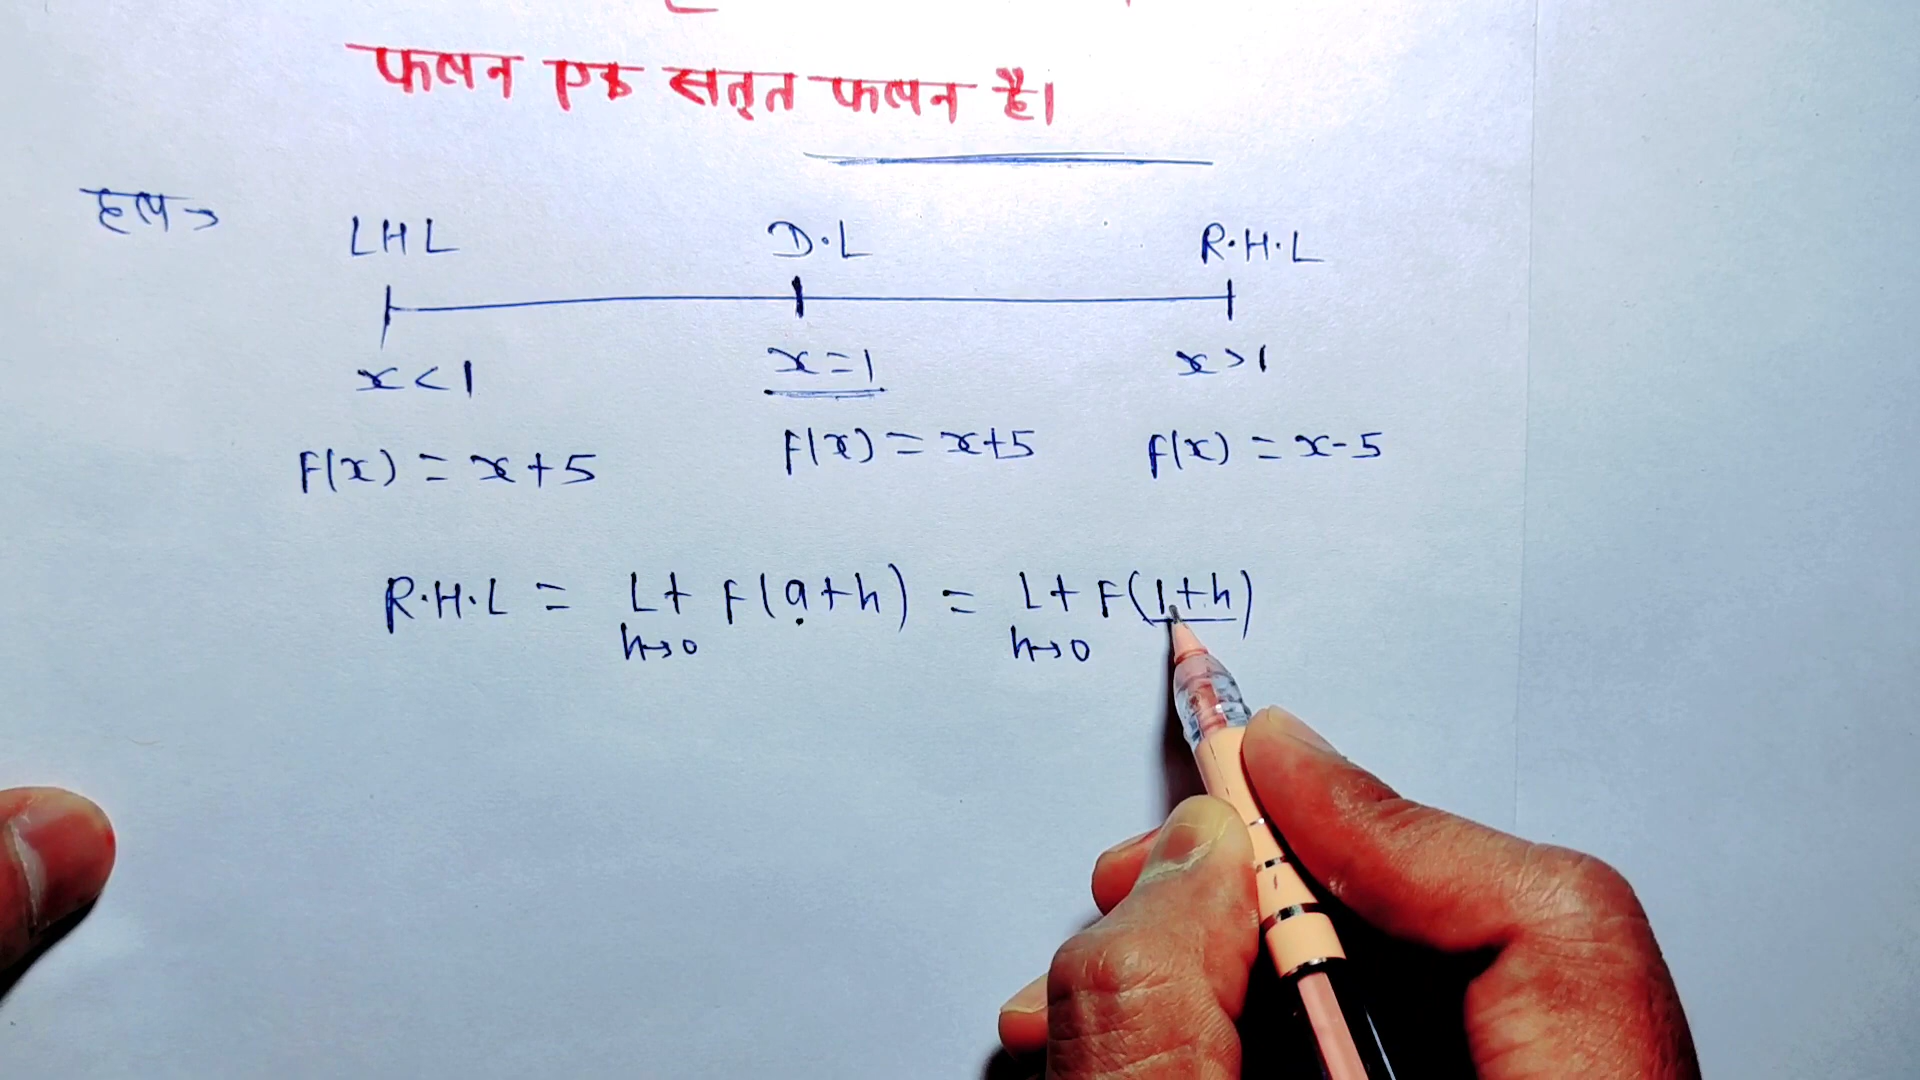 फलन एक सतत फलन है।
हल→
LHL D.L R.H.L
x<1 x=1 x>1
F(x) = x+5 F(x) = x+5 F(x) = x-5
R.H.L = Lt F(a+h) = Lt F(1+h)
h→0 h→0